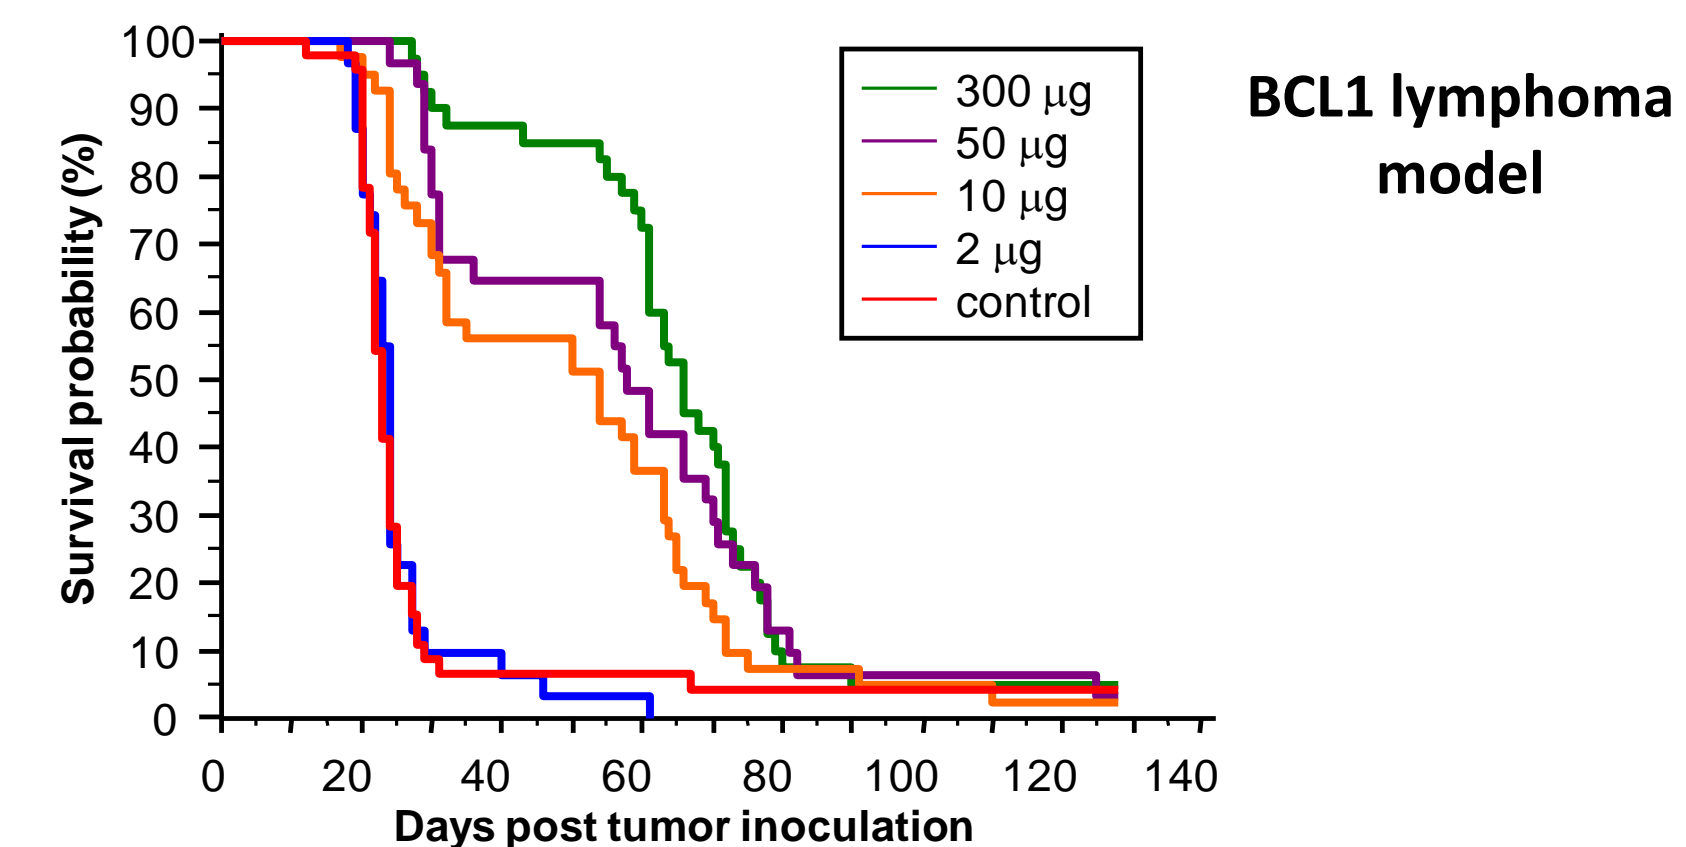 100
90
80
70
60
50
40
30
20
10
0
Survival probability (%)
300 μg
50 μg
10 μg
2 μg
control
BCL1 lymphoma
model
0 20 40 60 80 100 120 140
Days post tumor inoculation